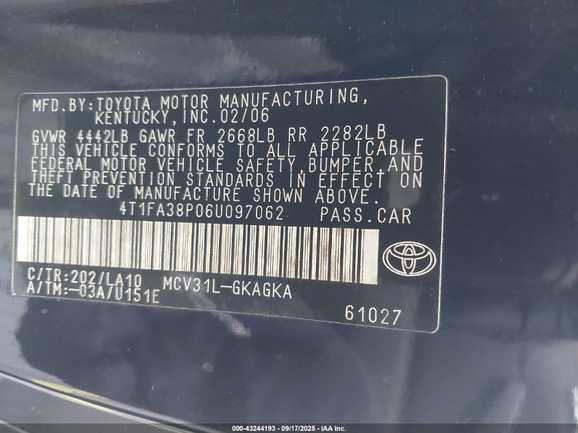 MFD.BY:TOYOTA MOTOR MANUFACTURING,
KENTUCKY,INC.02/06
GVWR 4442LB GAWR FR 2668LB RR 2282LB
THIS VEHICLE CONFORMS TO ALL APPLICABLE
FEDERAL MOTOR VEHICLE SAFETY,BUMPER,AND
THEFT PREVENTION STANDARDS IN EFFECT ON
THE DATE OF MANUFACTURE SHOWN ABOVE.
4T1FA38P06U097062 PASS.CAR
C/TR:202/LA10 MCV31L-GKAGKA
A/TM:-03A/U151E
61027
000-43244193 - 09/17/2025 - IAA Inc.